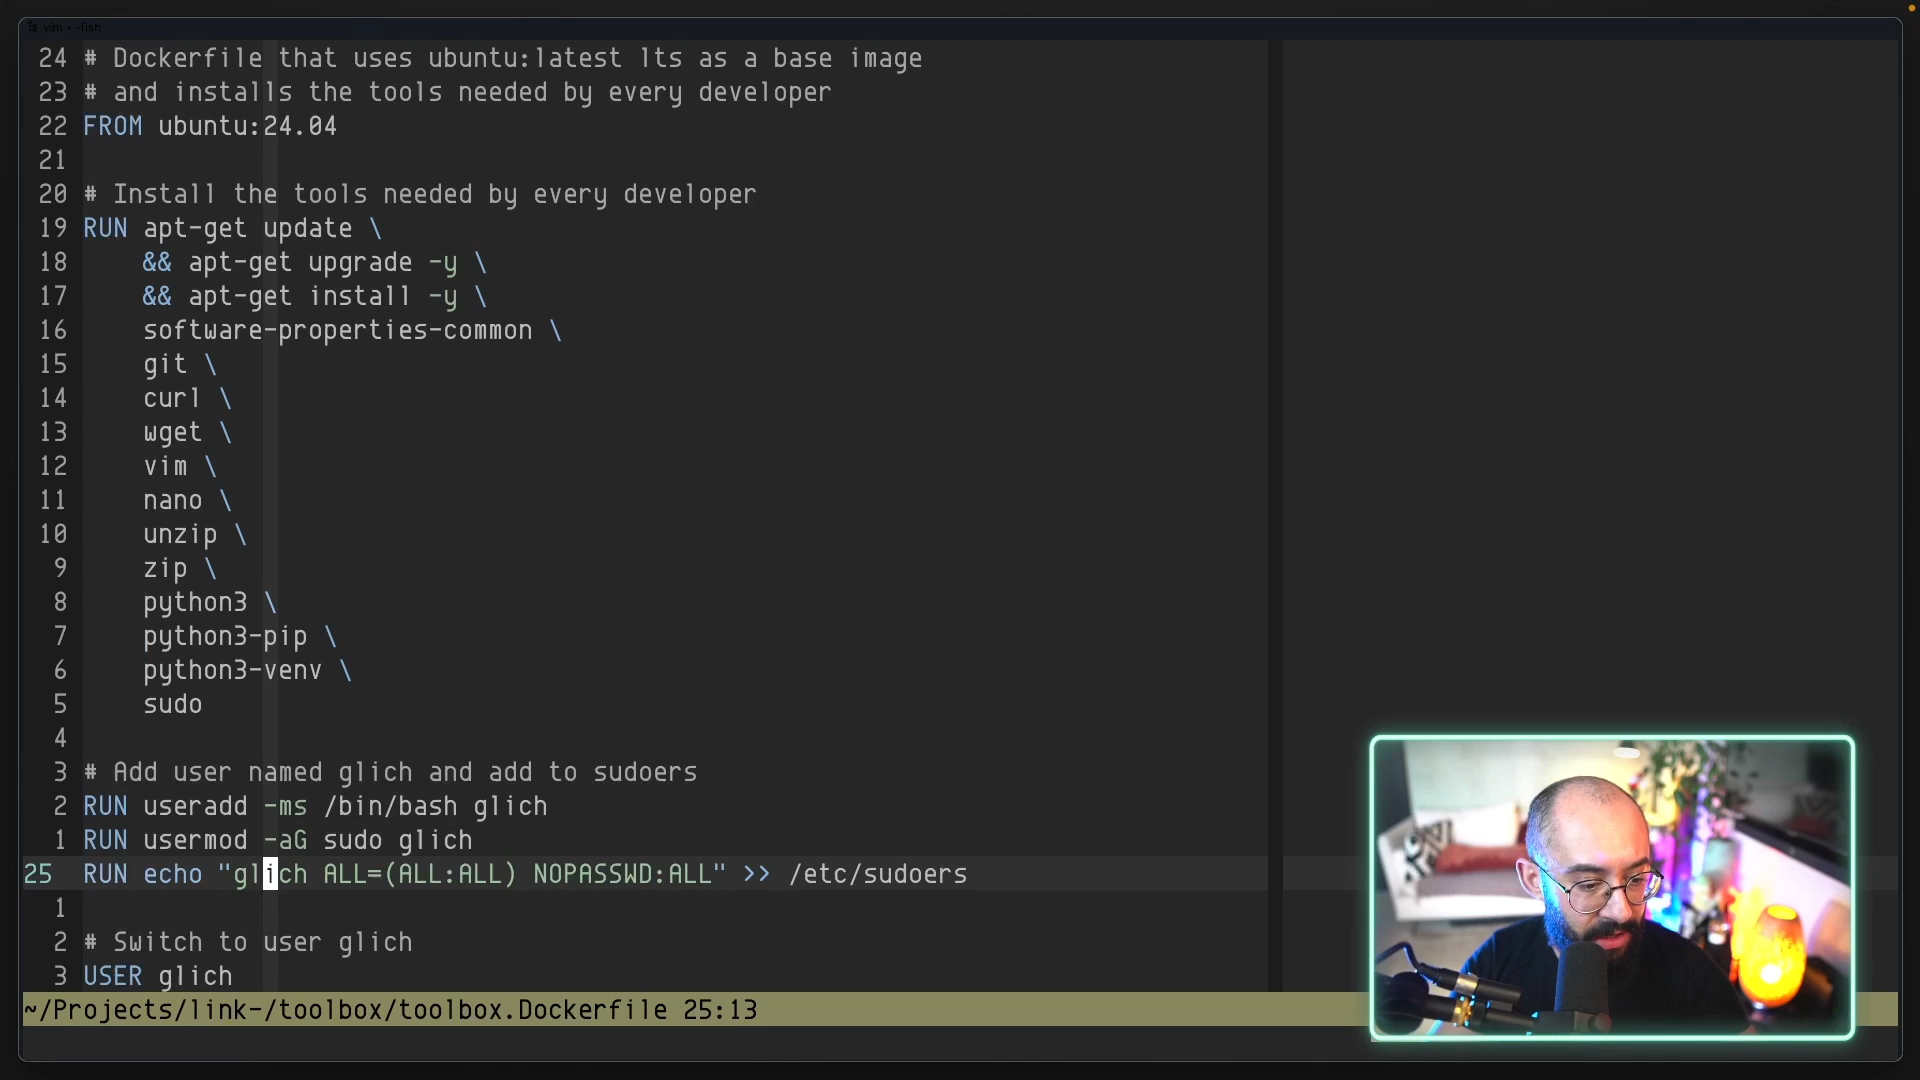 vim • -fish
24 # Dockerfile that uses ubuntu:latest lts as a base image
23 # and installs the tools needed by every developer
22 FROM ubuntu:24.04
21
20 # Install the tools needed by every developer
19 RUN apt-get update \
18 && apt-get upgrade -y \
17 && apt-get install -y \
16 software-properties-common \
15 git \
14 curl \
13 wget \
12 vim \
11 nano \
10 unzip \
9 zip \
8 python3 \
7 python3-pip \
6 python3-venv \
5 sudo
4
3 # Add user named glich and add to sudoers
2 RUN useradd -ms /bin/bash glich
1 RUN usermod -aG sudo glich
25 RUN echo "glich ALL=(ALL:ALL) NOPASSWD:ALL" >> /etc/sudoers
1
2 # Switch to user glich
3 USER glich
~/Projects/link-/toolbox/toolbox.Dockerfile 25:13